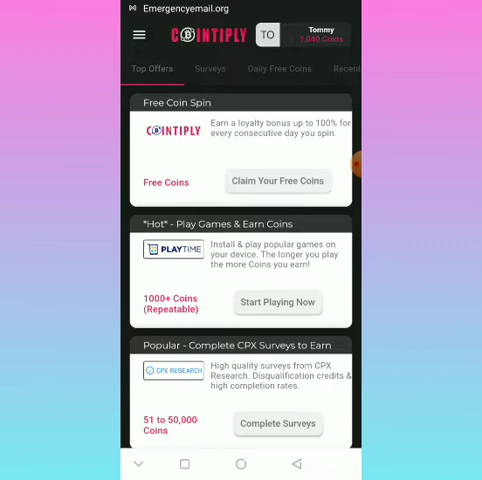 Emergencyemail.org
COINTIPLY
TO
Tommy
1,040 Coins
Top Offers
Surveys
Daily Free Coins
Recent
Free Coin Spin
COINTIPLY
Earn a loyalty bonus up to 100% for
every consecutive day you spin.
Free Coins
Claim Your Free Coins
*Hot* - Play Games & Earn Coins
PLAYTIME
Install & play popular games on
your device. The longer you play
the more Coins you earn!
1000+ Coins
(Repeatable)
Start Playing Now
Popular - Complete CPX Surveys to Earn
CPX RESEARCH
High quality surveys from CPX
Research. Disqualification credits &
high completion rates.
51 to 50,000
Coins
Complete Surveys